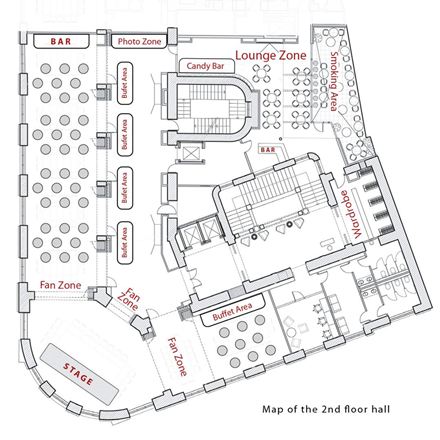 BAR
Photo Zone
Lounge Zone
Candy Bar
Smoking Area
Bufet Area
Bufet Area
Bufet Area
Bufet Area
BAR
Wardrobe
Fan Zone
Fan Zone
Fan Zone
Buffet Area
STAGE
Map of the 2nd floor hall